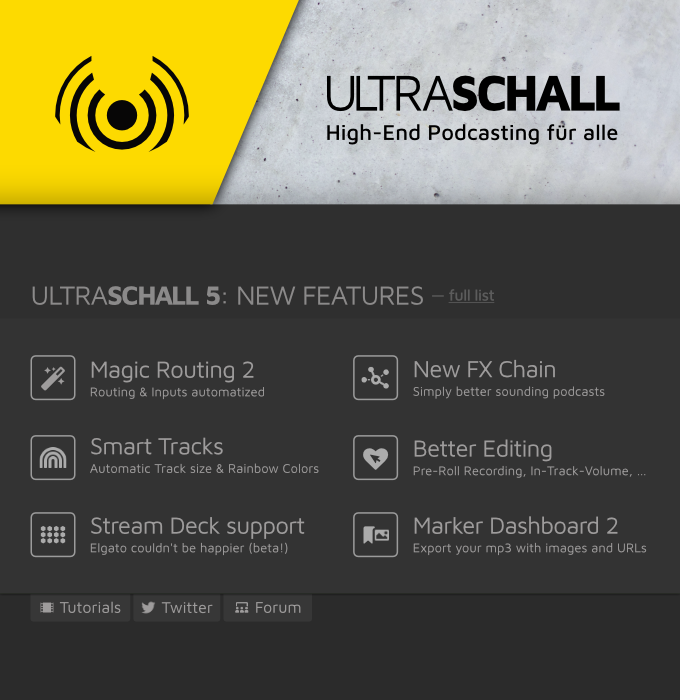 ULTRASCHALL
High-End Podcasting für alle
ULTRASCHALL 5: NEW FEATURES — full list
Magic Routing 2
Routing & Inputs automatized
New FX Chain
Simply better sounding podcasts
Smart Tracks
Automatic Track size & Rainbow Colors
Better Editing
Pre-Roll Recording, In-Track-Volume, ...
Stream Deck support
Elgato couldn't be happier (beta!)
Marker Dashboard 2
Export your mp3 with images and URLs
Tutorials
Twitter
Forum